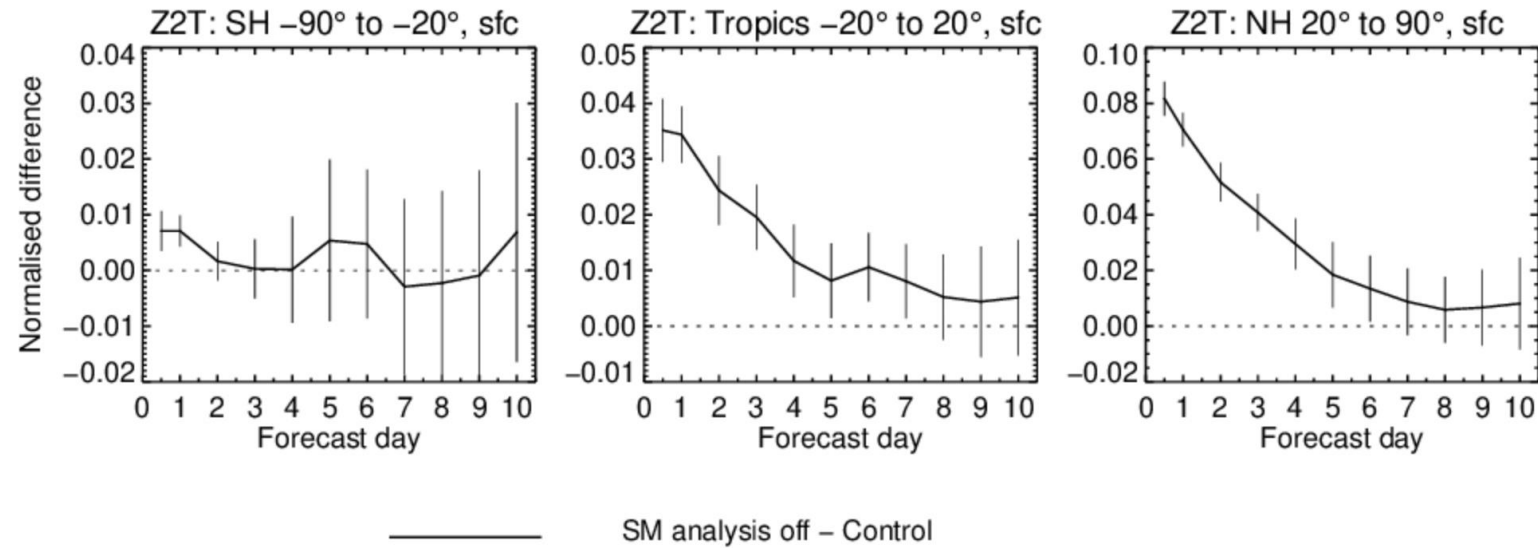 Z2T: SH −90° to −20°, sfc
Normalised difference
0.04
0.03
0.02
0.01
0.00
−0.01
−0.02
0 1 2 3 4 5 6 7 8 9 10
Forecast day
Z2T: Tropics −20° to 20°, sfc
0.05
0.04
0.03
0.02
0.01
0.00
−0.01
0 1 2 3 4 5 6 7 8 9 10
Forecast day
Z2T: NH 20° to 90°, sfc
0.10
0.08
0.06
0.04
0.02
0.00
−0.02
0 1 2 3 4 5 6 7 8 9 10
Forecast day
SM analysis off − Control